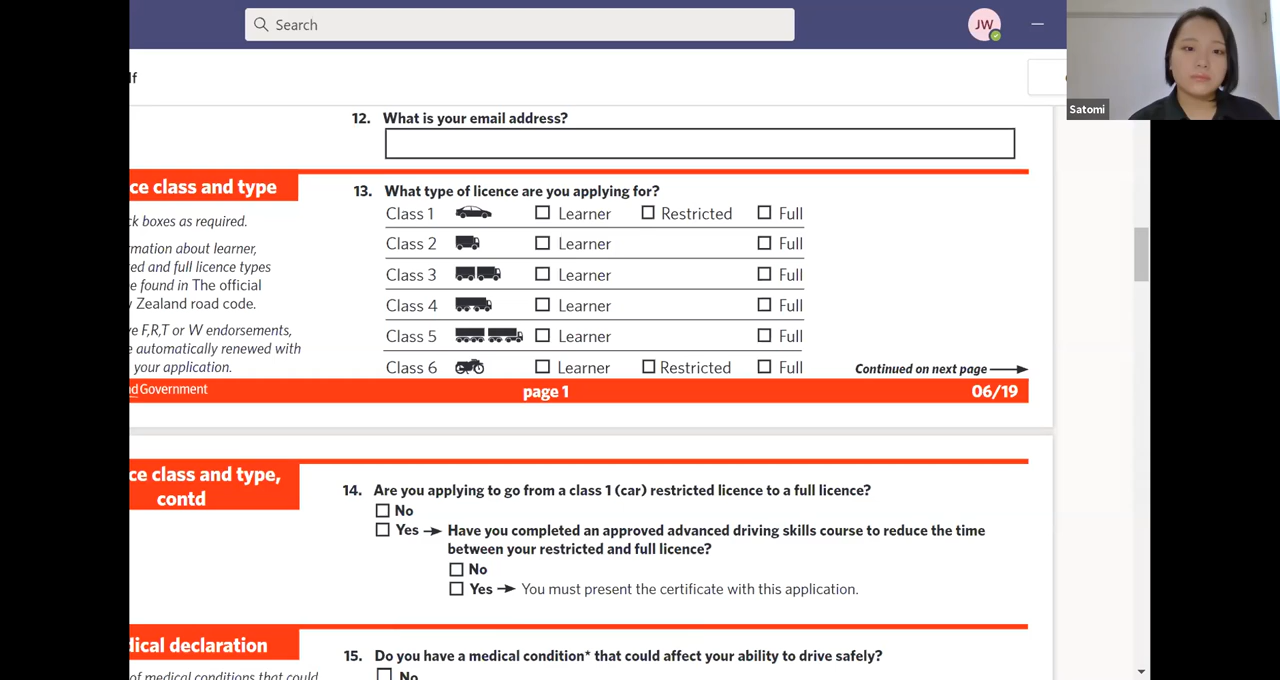 Search
JW
lf
Satomi
12. What is your email address?
ce class and type
13. What type of licence are you applying for?
ck boxes as required.
Class 1 Learner Restricted Full
rmation about learner,
Class 2 Learner Full
ed and full licence types
Class 3 Learner Full
e found in The official
Zealand road code.
Class 4 Learner Full
e F,R,T or W endorsements,
Class 5 Learner Full
e automatically renewed with
your application.
Class 6 Learner Restricted Full
Continued on next page
nd Government
page 1
06/19
ce class and type,
contd
14. Are you applying to go from a class 1 (car) restricted licence to a full licence?
No
Yes Have you completed an approved advanced driving skills course to reduce the time
between your restricted and full licence?
No
Yes You must present the certificate with this application.
dical declaration
15. Do you have a medical condition* that could affect your ability to drive safely?
of medical conditions that could
No